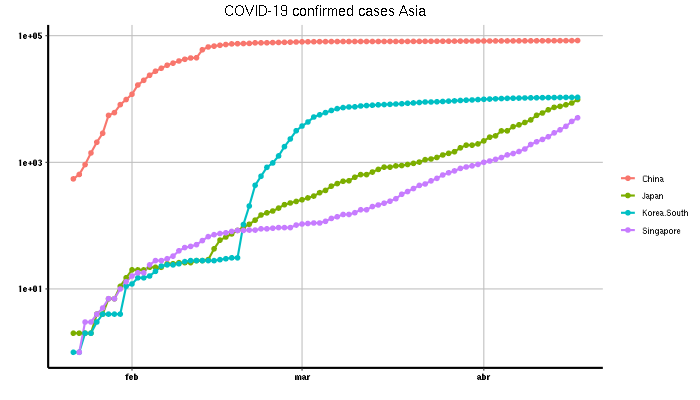 COVID-19 confirmed cases Asia
1e+05
1e+03
1e+01
feb
mar
abr
China
Japan
Korea.South
Singapore